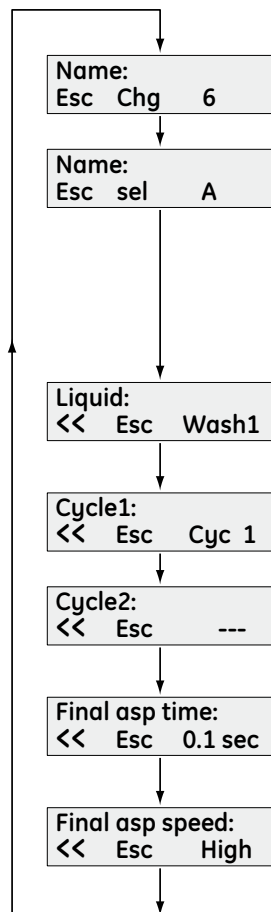 Name:
Esc Chg 6
Name:
Esc sel A
Liquid:
<< Esc Wash1
Cycle1:
<< Esc Cyc 1
Cycle2:
<< Esc ---
Final asp time:
<< Esc 0.1 sec
Final asp speed:
<< Esc High